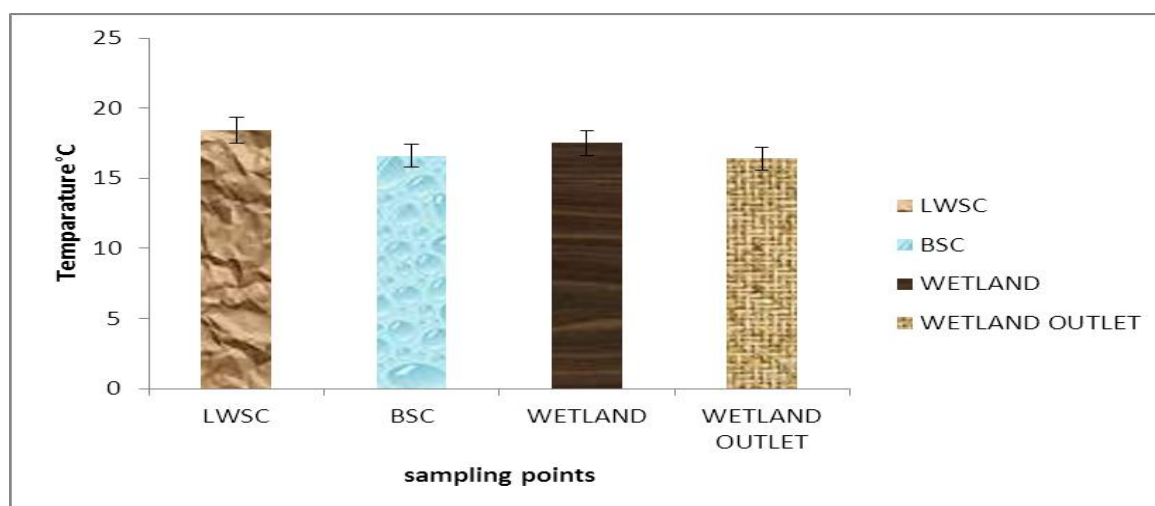 25
20
15
10
5
0
Temparature°C
LWSC
BSC
WETLAND
WETLAND
OUTLET
sampling points
LWSC
BSC
WETLAND
WETLAND OUTLET